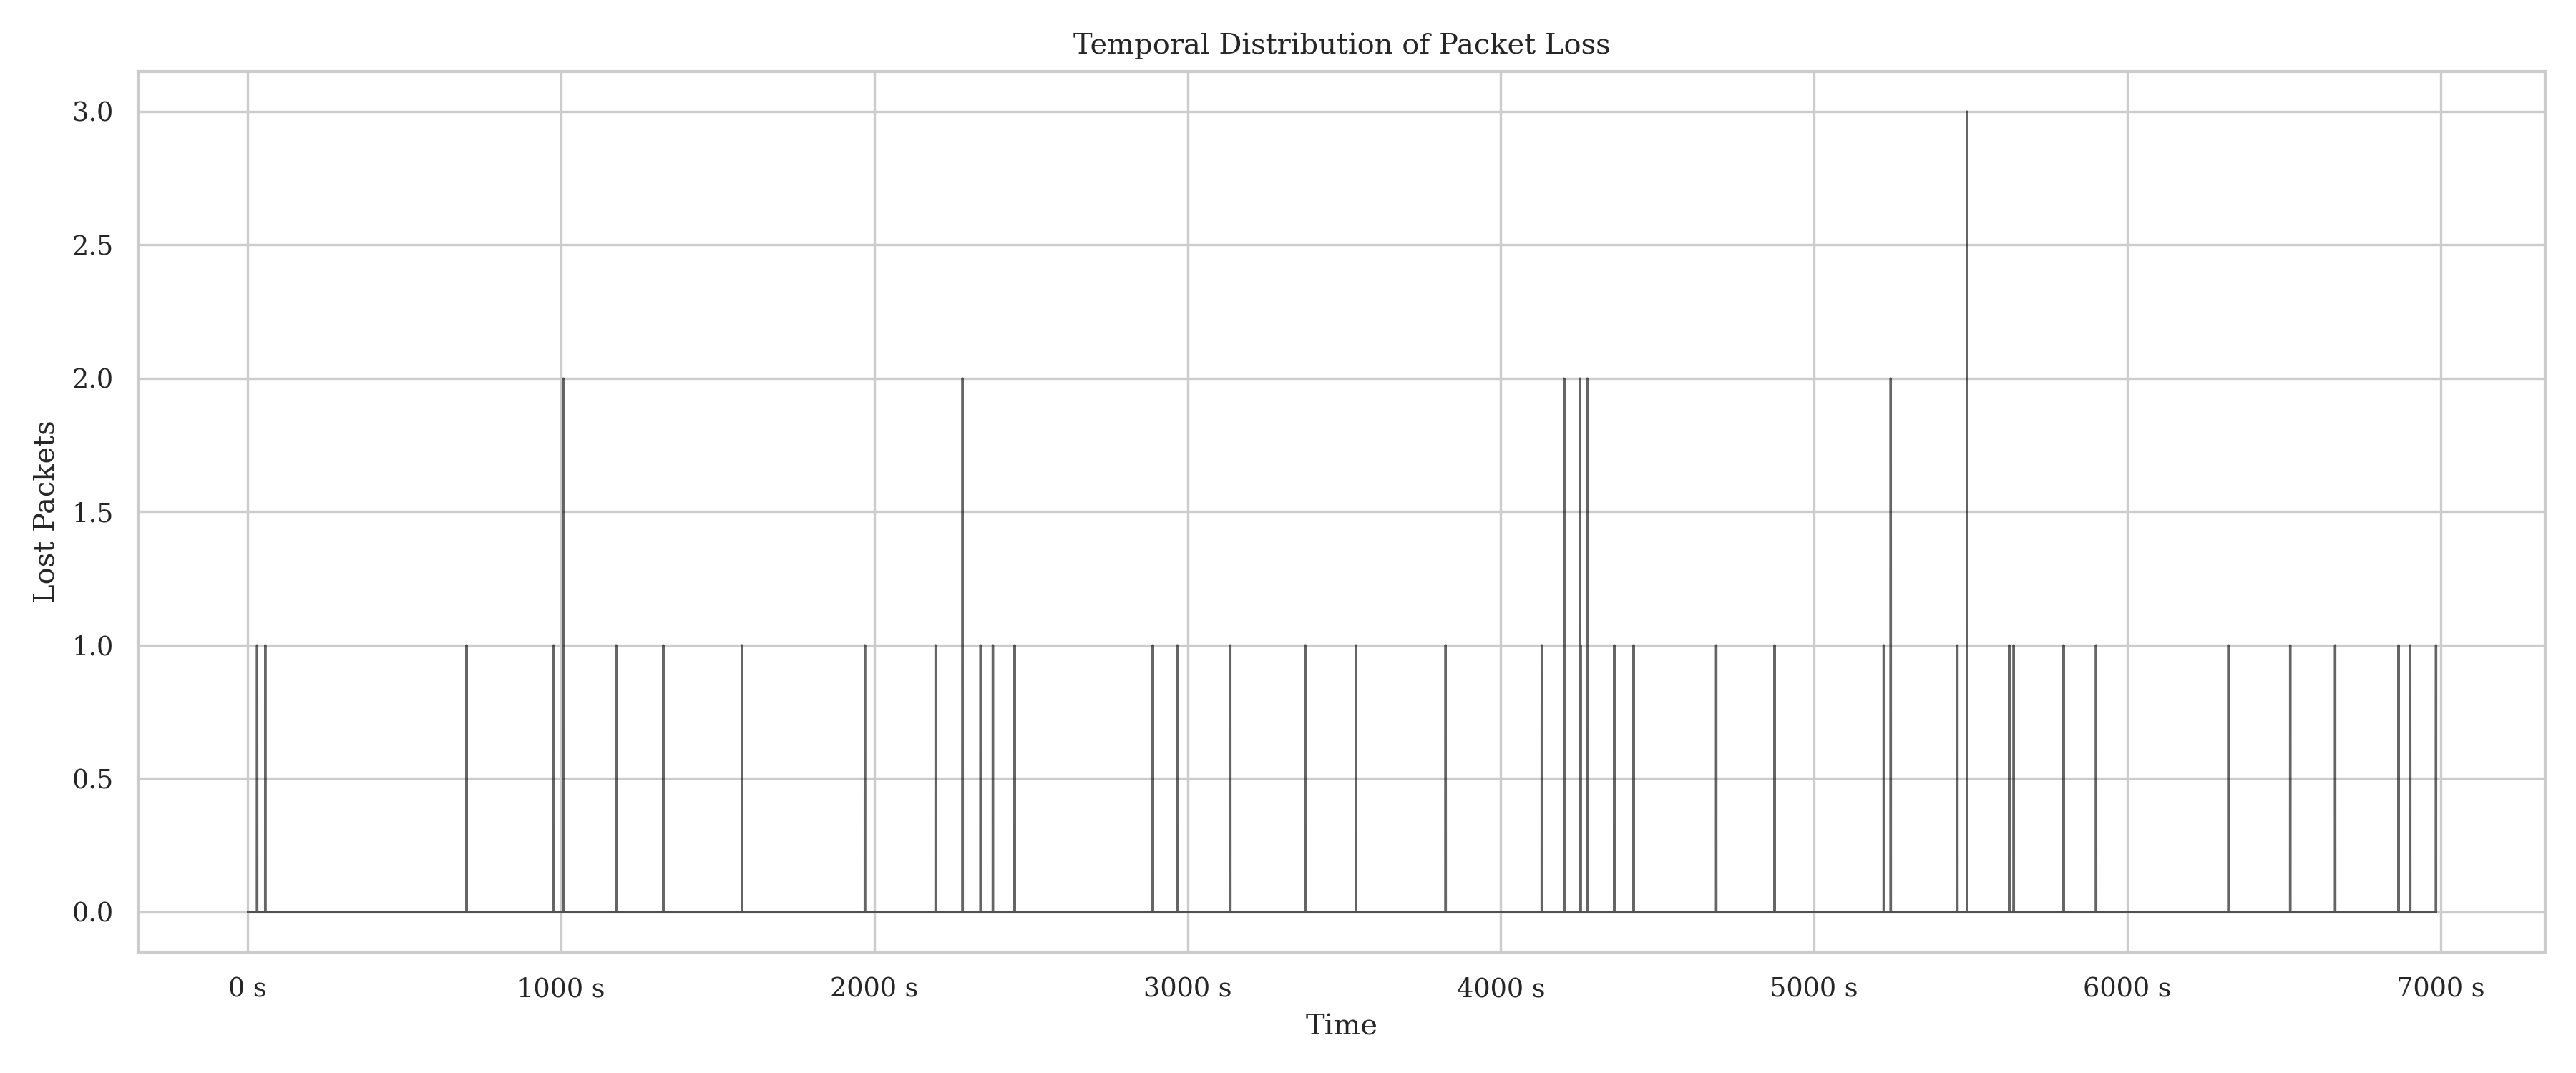 Temporal Distribution of Packet Loss
3.0
2.5
2.0
1.5
1.0
0.5
0.0
Lost Packets
0 s
1000 s
2000 s
3000 s
4000 s
5000 s
6000 s
7000 s
Time